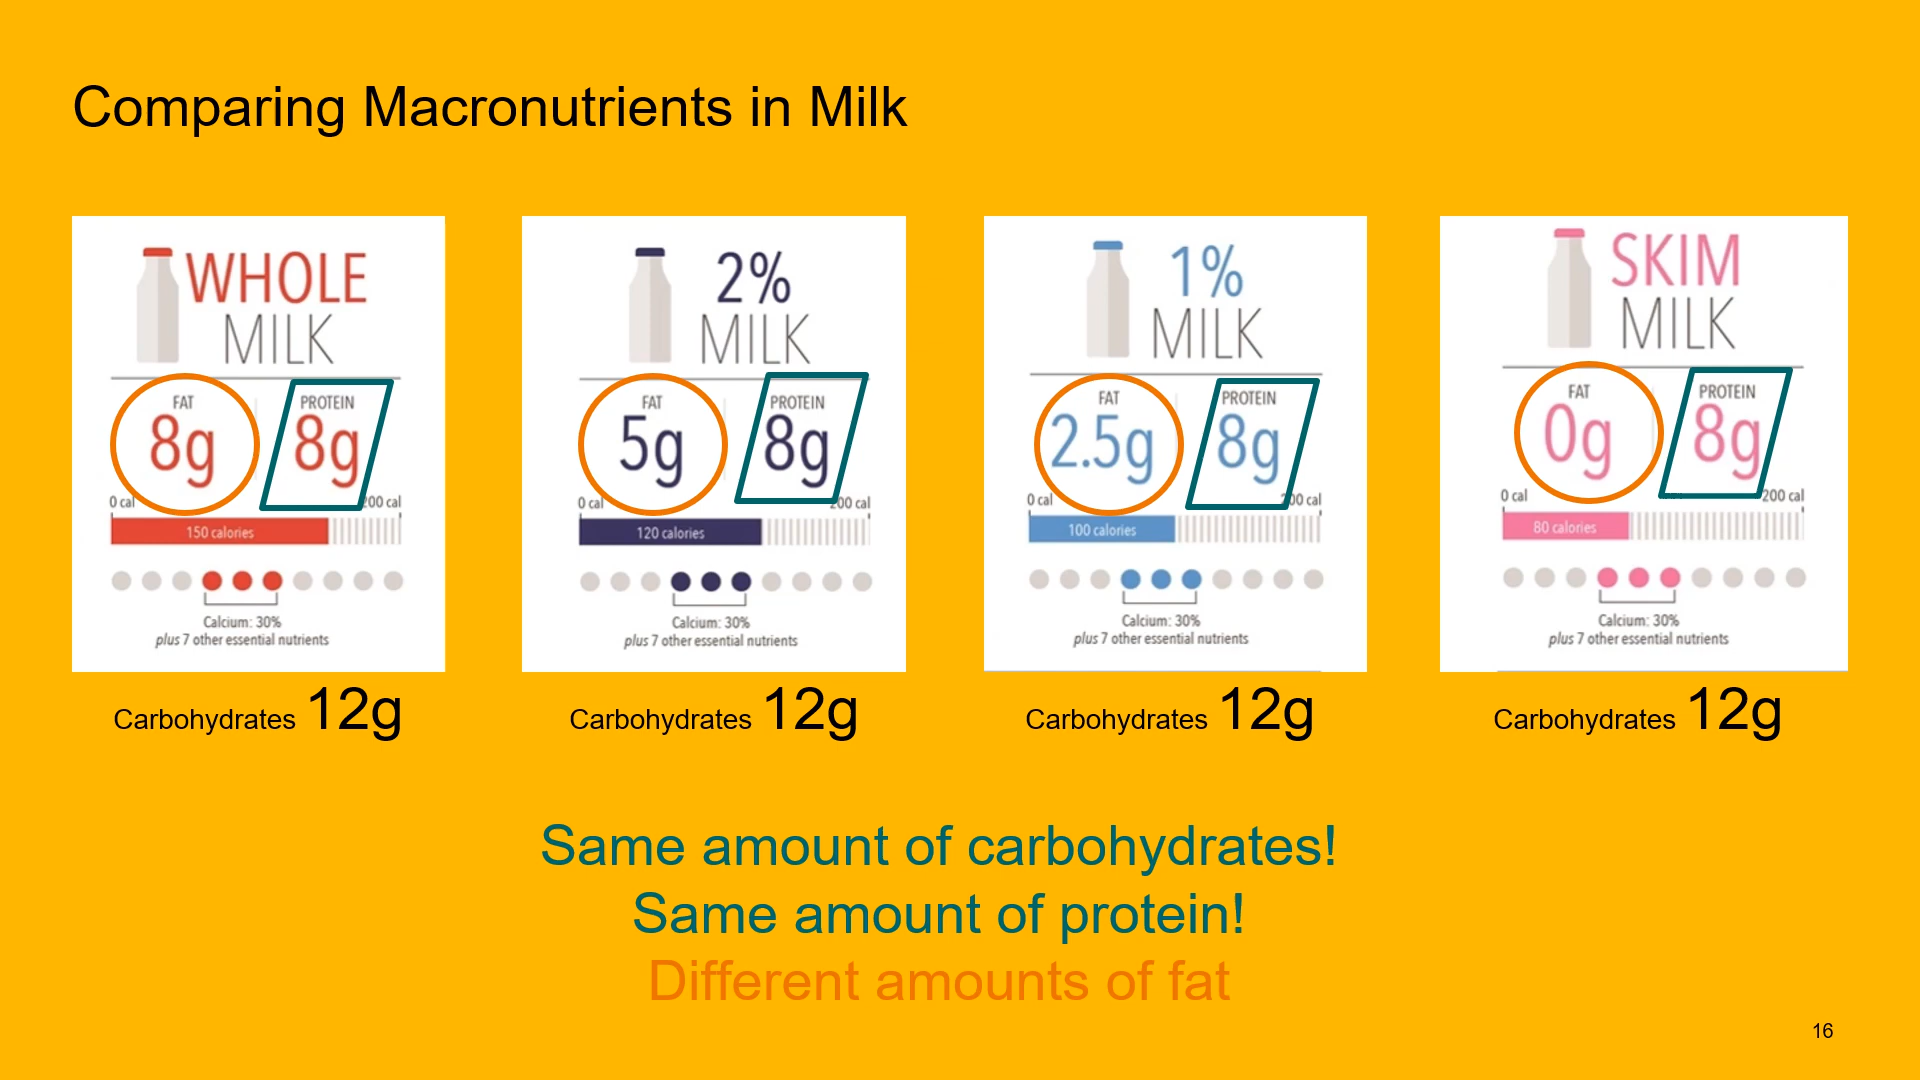 Comparing Macronutrients in Milk
WHOLE
MILK
FAT
8g
PROTEIN
8g
0 cal
200 cal
150 calories
Calcium: 30%
plus 7 other essential nutrients
Carbohydrates 12g
2%
MILK
FAT
5g
PROTEIN
8g
0 cal
200 cal
120 calories
Calcium: 30%
plus 7 other essential nutrients
Carbohydrates 12g
1%
MILK
FAT
2.5g
PROTEIN
8g
0 cal
200 cal
100 calories
Calcium: 30%
plus 7 other essential nutrients
Carbohydrates 12g
SKIM
MILK
FAT
0g
PROTEIN
8g
0 cal
200 cal
80 calories
Calcium: 30%
plus 7 other essential nutrients
Carbohydrates 12g
Same amount of carbohydrates!
Same amount of protein!
Different amounts of fat
16